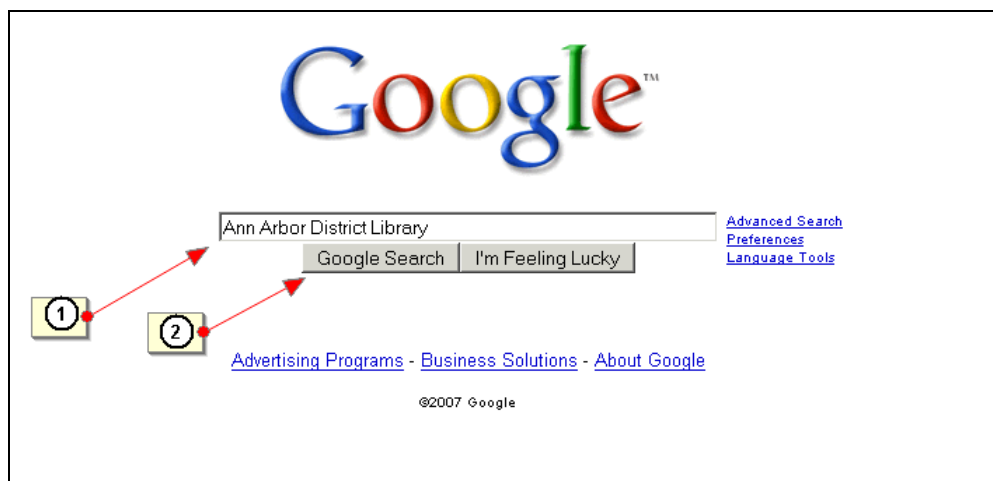 Google™
Ann Arbor District Library
Advanced Search
Preferences
Language Tools
Google Search I'm Feeling Lucky
1
2
Advertising Programs - Business Solutions - About Google
©2007 Google